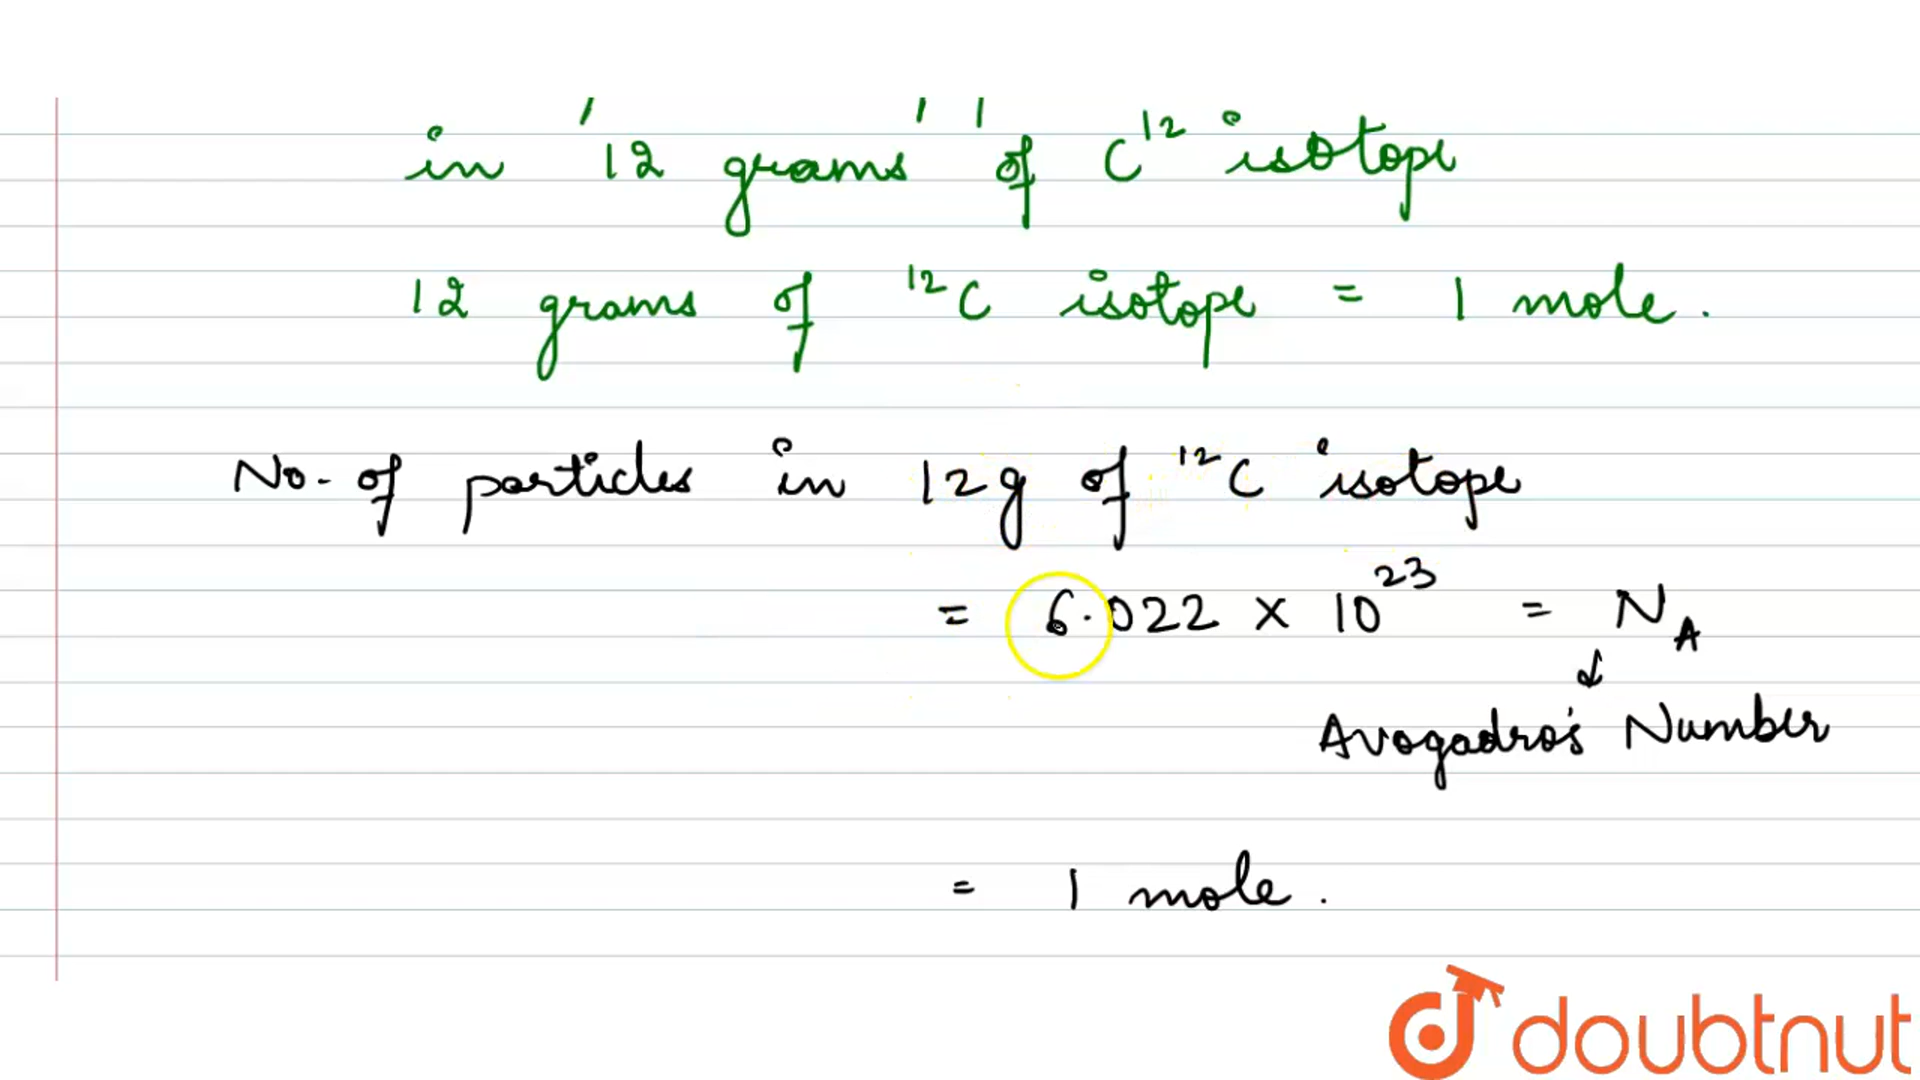 in 12 grams of C¹² isotope
12 grams of ¹²C isotope = 1 mole.
No. of particles in 12g of ¹²C isotope
= 6.022 × 10²³ = N_A
↓
Avogadro's Number
= 1 mole.
doubtnut